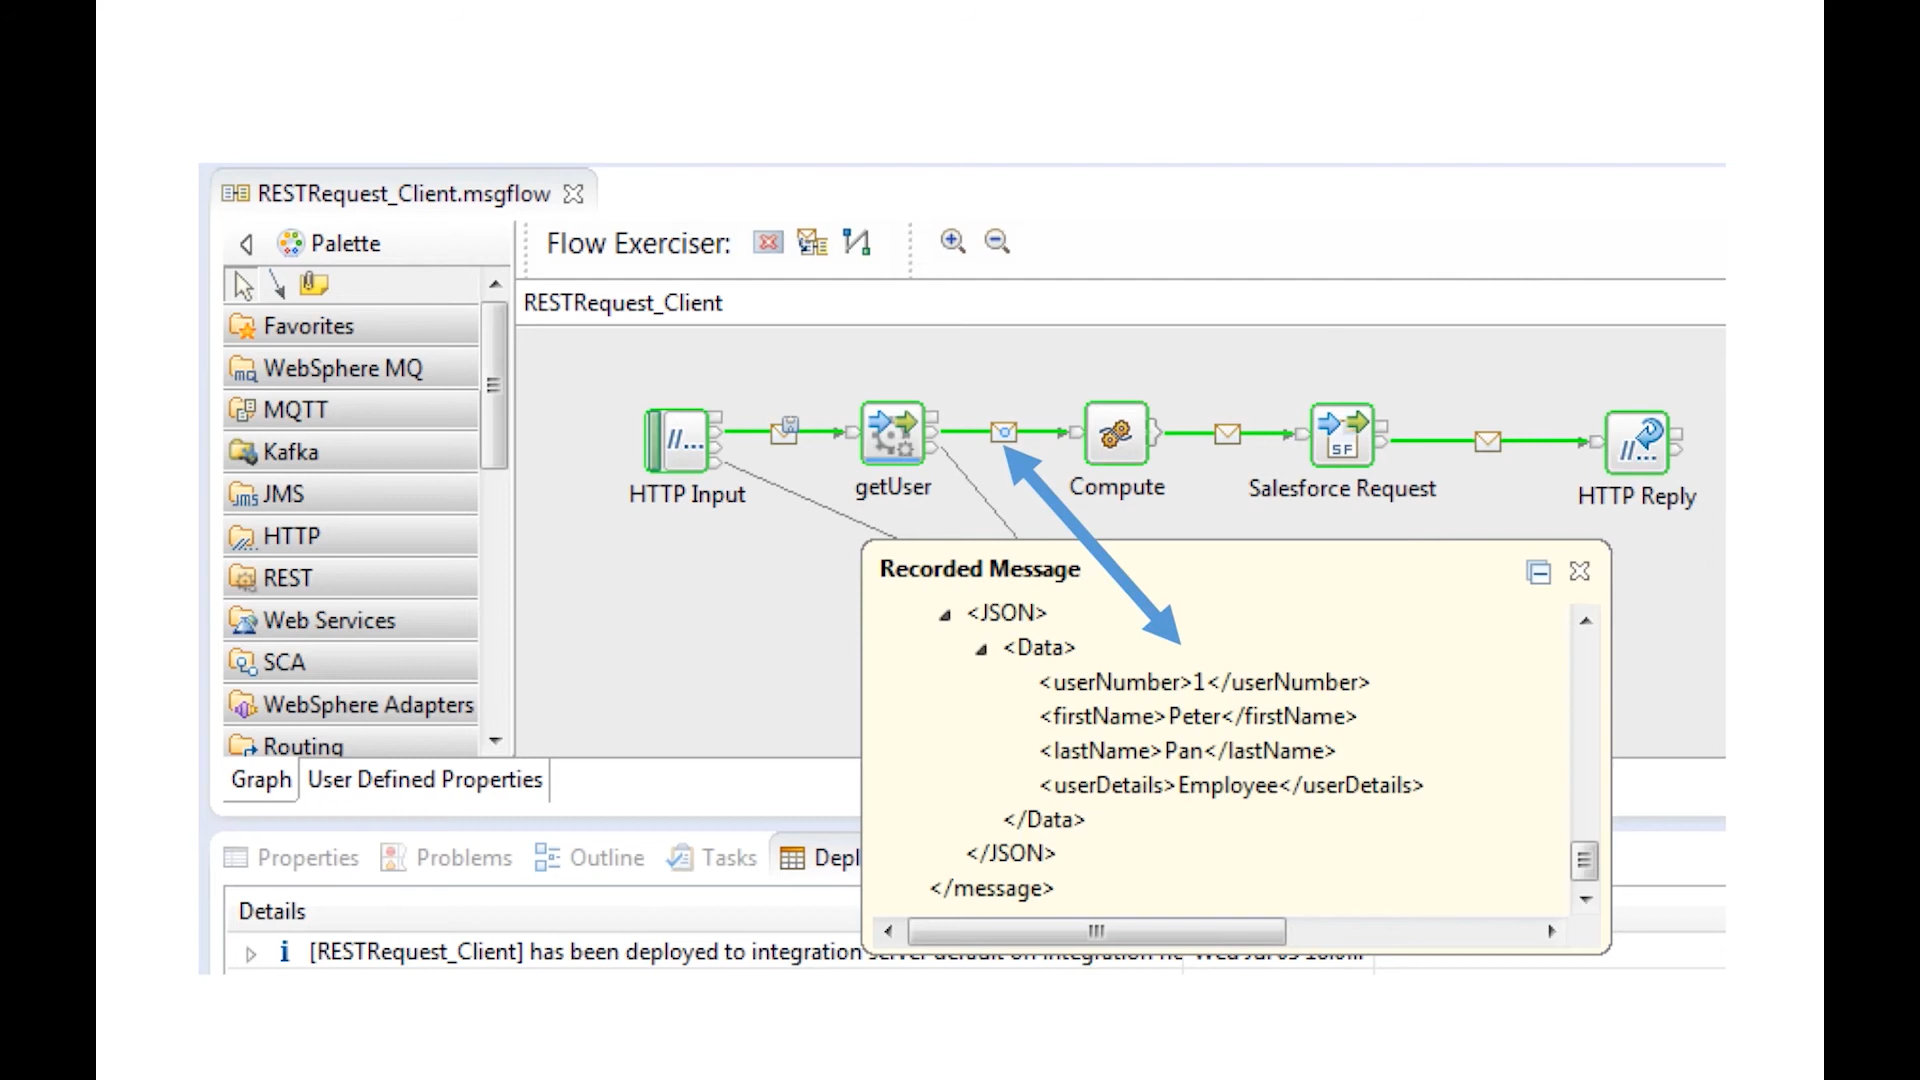 RESTRequest_Client.msgflow
Palette
Flow Exerciser:
RESTRequest_Client
Favorites
WebSphere MQ
MQTT
Kafka
JMS
HTTP
REST
Web Services
SCA
WebSphere Adapters
Routing
HTTP Input
getUser
Compute
SF
Salesforce Request
HTTP Reply
Recorded Message
<JSON>
<Data>
<userNumber>1</userNumber>
<firstName>Peter</firstName>
<lastName>Pan</lastName>
<userDetails>Employee</userDetails>
</Data>
</JSON>
</message>
Graph
User Defined Properties
Properties
Problems
Outline
Tasks
Depl
Details
[RESTRequest_Client] has been deployed to integration